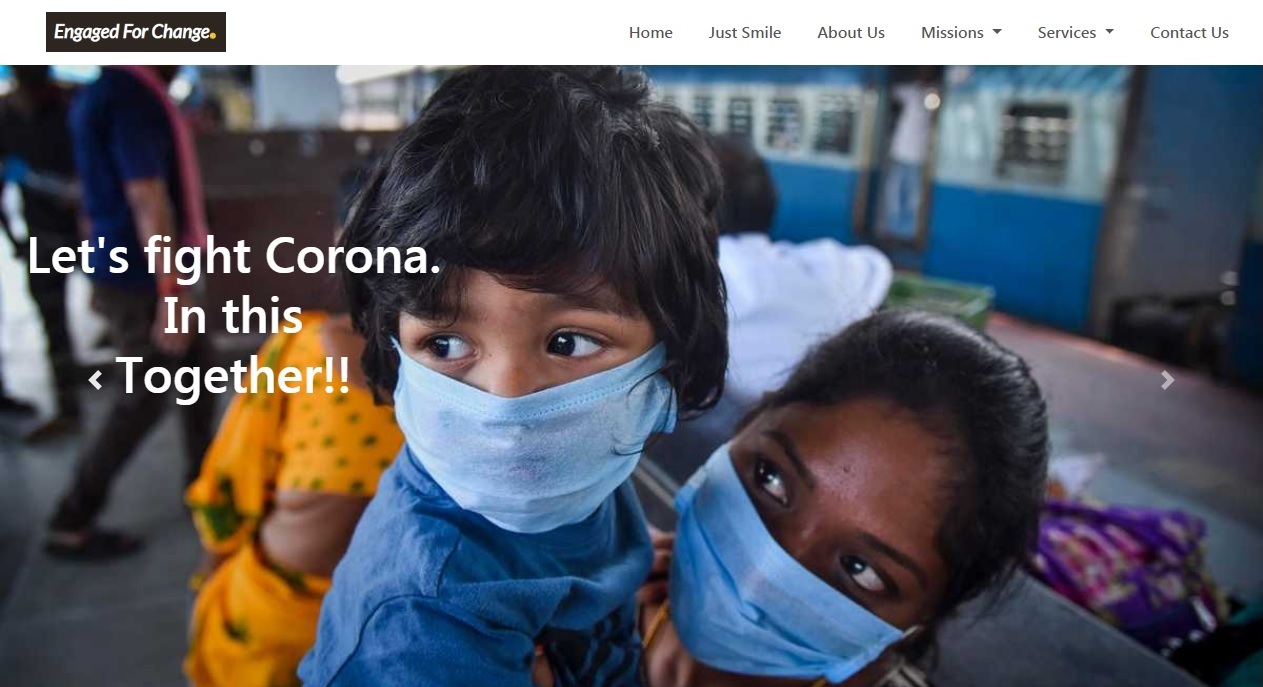 Engaged For Change.
Home
Just Smile
About Us
Missions
Services
Contact Us
Let's fight Corona.
In this
Together!!